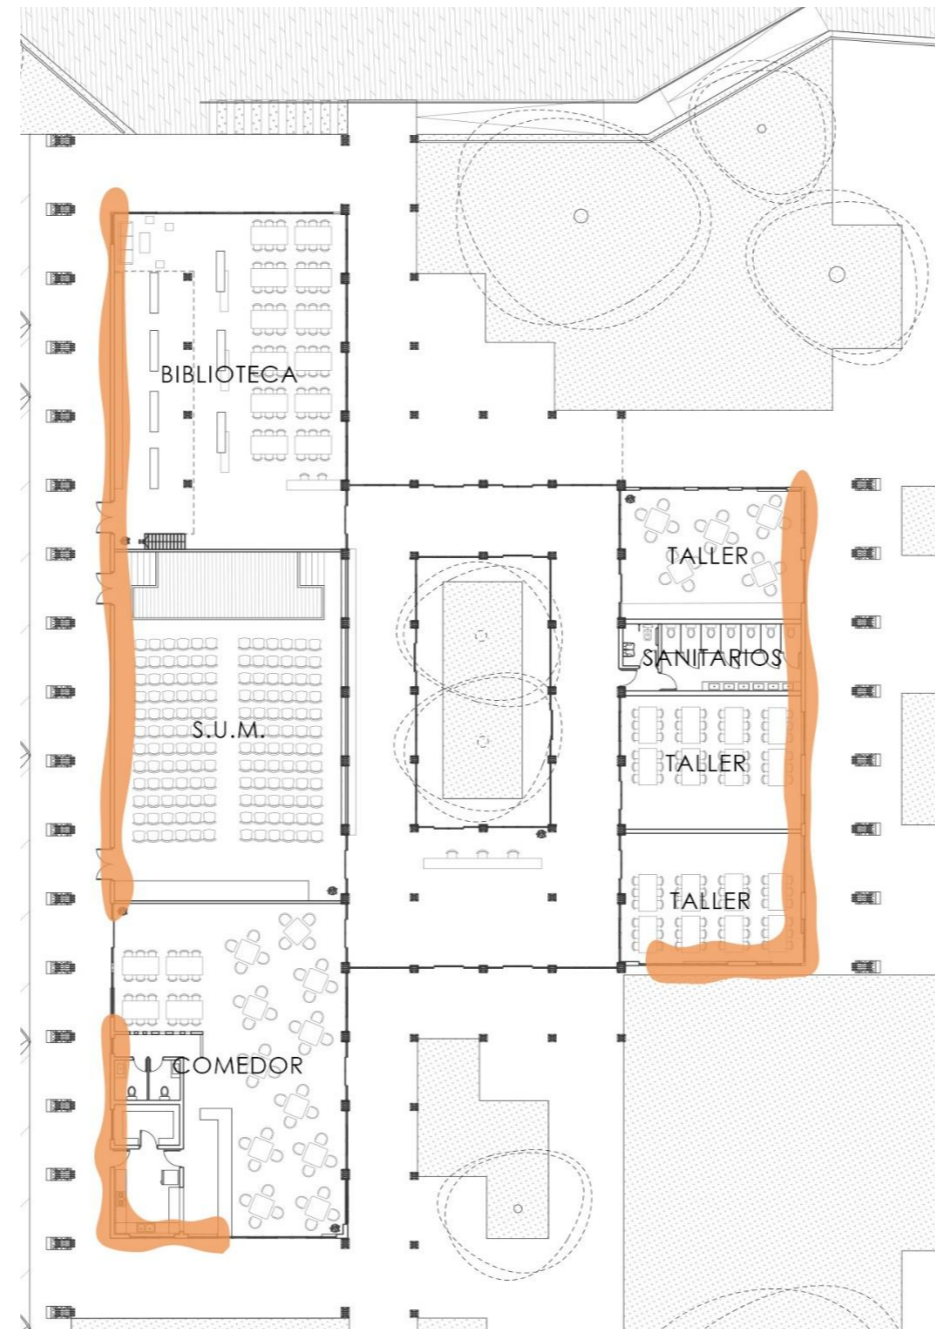 BIBLIOTECA
TALLER
SANITARIOS
S.U.M.
TALLER
TALLER
COMEDOR